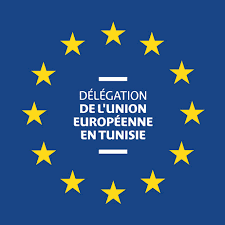 DÉLÉGATION
DE L'UNION
EUROPÉENNE
EN TUNISIE